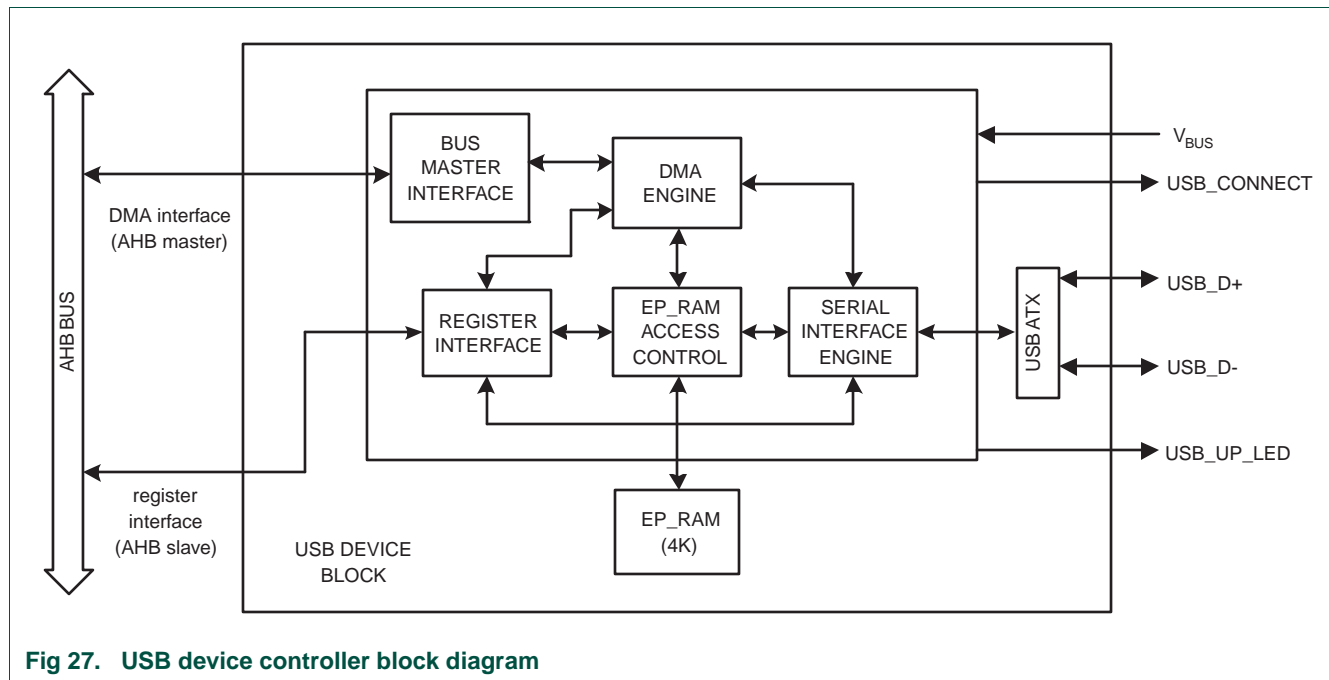 AHB BUS
DMA interface
(AHB master)
register
interface
(AHB slave)
BUS
MASTER
INTERFACE
DMA
ENGINE
REGISTER
INTERFACE
EP_RAM
ACCESS
CONTROL
SERIAL
INTERFACE
ENGINE
EP_RAM
(4K)
USB DEVICE
BLOCK
USB ATX
VBUS
USB_CONNECT
USB_D+
USB_D-
USB_UP_LED
Fig 27. USB device controller block diagram